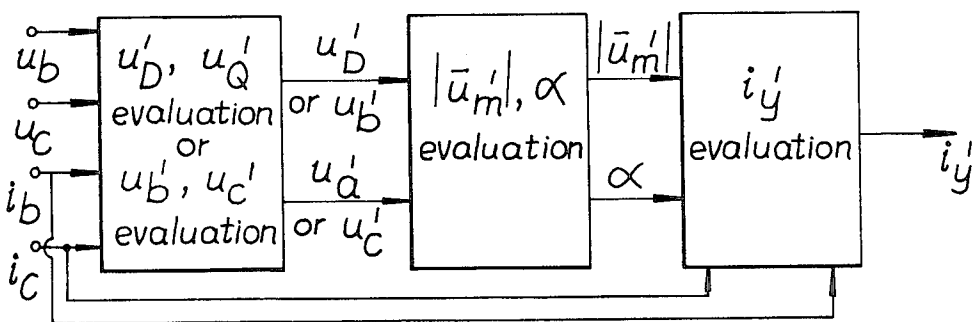 u_b
u_c
i_b
i_c
u'_D, u'_Q
evaluation
or
u'_b, u'_c
evaluation
u'_D
or u'_b
u'_a
or u'_c
|ū'_m|, α
evaluation
|ū'_m|
α
i'_y
evaluation
i'_y